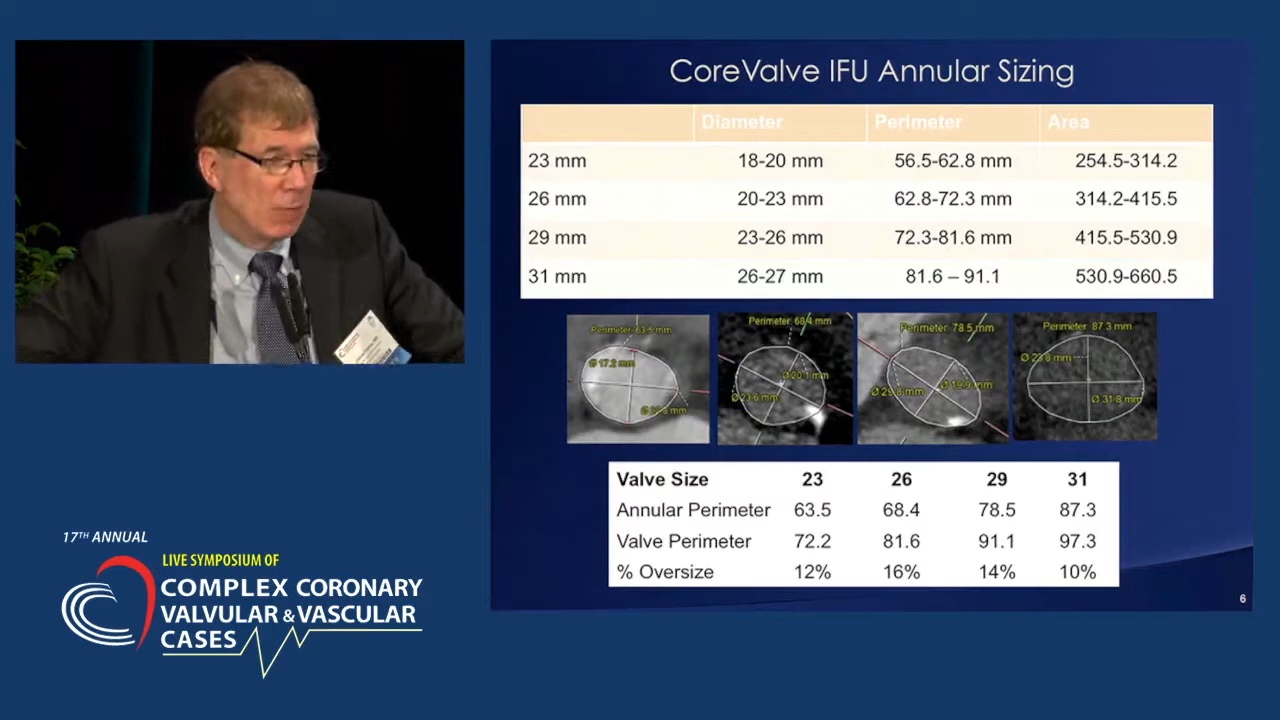 CoreValve IFU Annular Sizing
Diameter Perimeter Area
23 mm 18-20 mm 56.5-62.8 mm 254.5-314.2
26 mm 20-23 mm 62.8-72.3 mm 314.2-415.5
29 mm 23-26 mm 72.3-81.6 mm 415.5-530.9
31 mm 26-27 mm 81.6 – 91.1 530.9-660.5
Perimeter: 63.5 mm
Ø 17.2 mm
Perimeter: 68.4 mm
Ø 20.1 mm
Ø 23.6 mm
Perimeter 78.5 mm
Ø 19.9 mm
Perimeter 87.3 mm
Ø 23.8 mm
Ø 31.8 mm
Valve Size 23 26 29 31
Annular Perimeter 63.5 68.4 78.5 87.3
Valve Perimeter 72.2 81.6 91.1 97.3
% Oversize 12% 16% 14% 10%
6
17TH ANNUAL
LIVE SYMPOSIUM OF
COMPLEX CORONARY
VALVULAR & VASCULAR
CASES